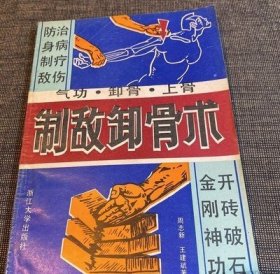 防身制敌
治病疗伤
气功·卸骨·上骨
制敌卸骨术
浙江大学出版社
金刚神功
开砖破石